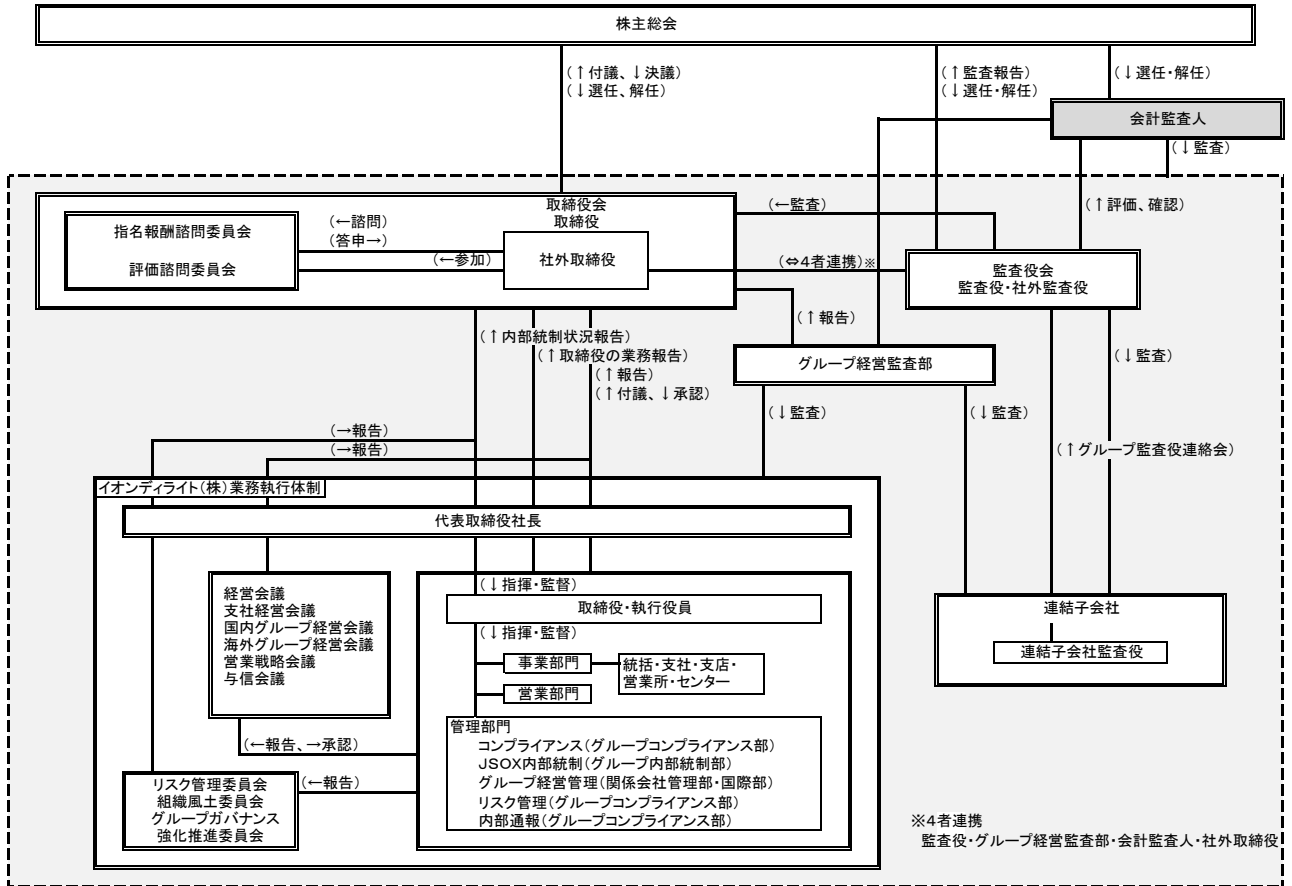 株主総会
(↑付議、↓決議)
(↓選任、解任)
(↑監査報告)
(↓選任・解任)
(↓選任・解任)
会計監査人
(↓監査)
取締役会
取締役
指名報酬諮問委員会
評価諮問委員会
(←諮問)
(答申→)
(←参加)
社外取締役
(←監査)
(⇔4者連携)※
(↑評価、確認)
監査役会
監査役・社外監査役
(↑報告)
グループ経営監査部
(↑内部統制状況報告)
(↑取締役の業務報告)
(↑報告)
(↑付議、↓承認)
(↓監査)
(↓監査)
(↓監査)
(↑グループ監査役連絡会)
(→報告)
(→報告)
イオンディライト(株)業務執行体制
代表取締役社長
経営会議
支社経営会議
国内グループ経営会議
海外グループ経営会議
営業戦略会議
与信会議
(↓指揮・監督)
取締役・執行役員
(↓指揮・監督)
事業部門
統括・支社・支店・
営業所・センター
営業部門
管理部門
コンプライアンス(グループコンプライアンス部)
JSOX内部統制(グループ内部統制部)
グループ経営管理(関係会社管理部・国際部)
リスク管理(グループコンプライアンス部)
内部通報(グループコンプライアンス部)
(←報告、→承認)
リスク管理委員会
組織風土委員会
グループガバナンス
強化推進委員会
(←報告)
連結子会社
連結子会社監査役
※4者連携
監査役・グループ経営監査部・会計監査人・社外取締役